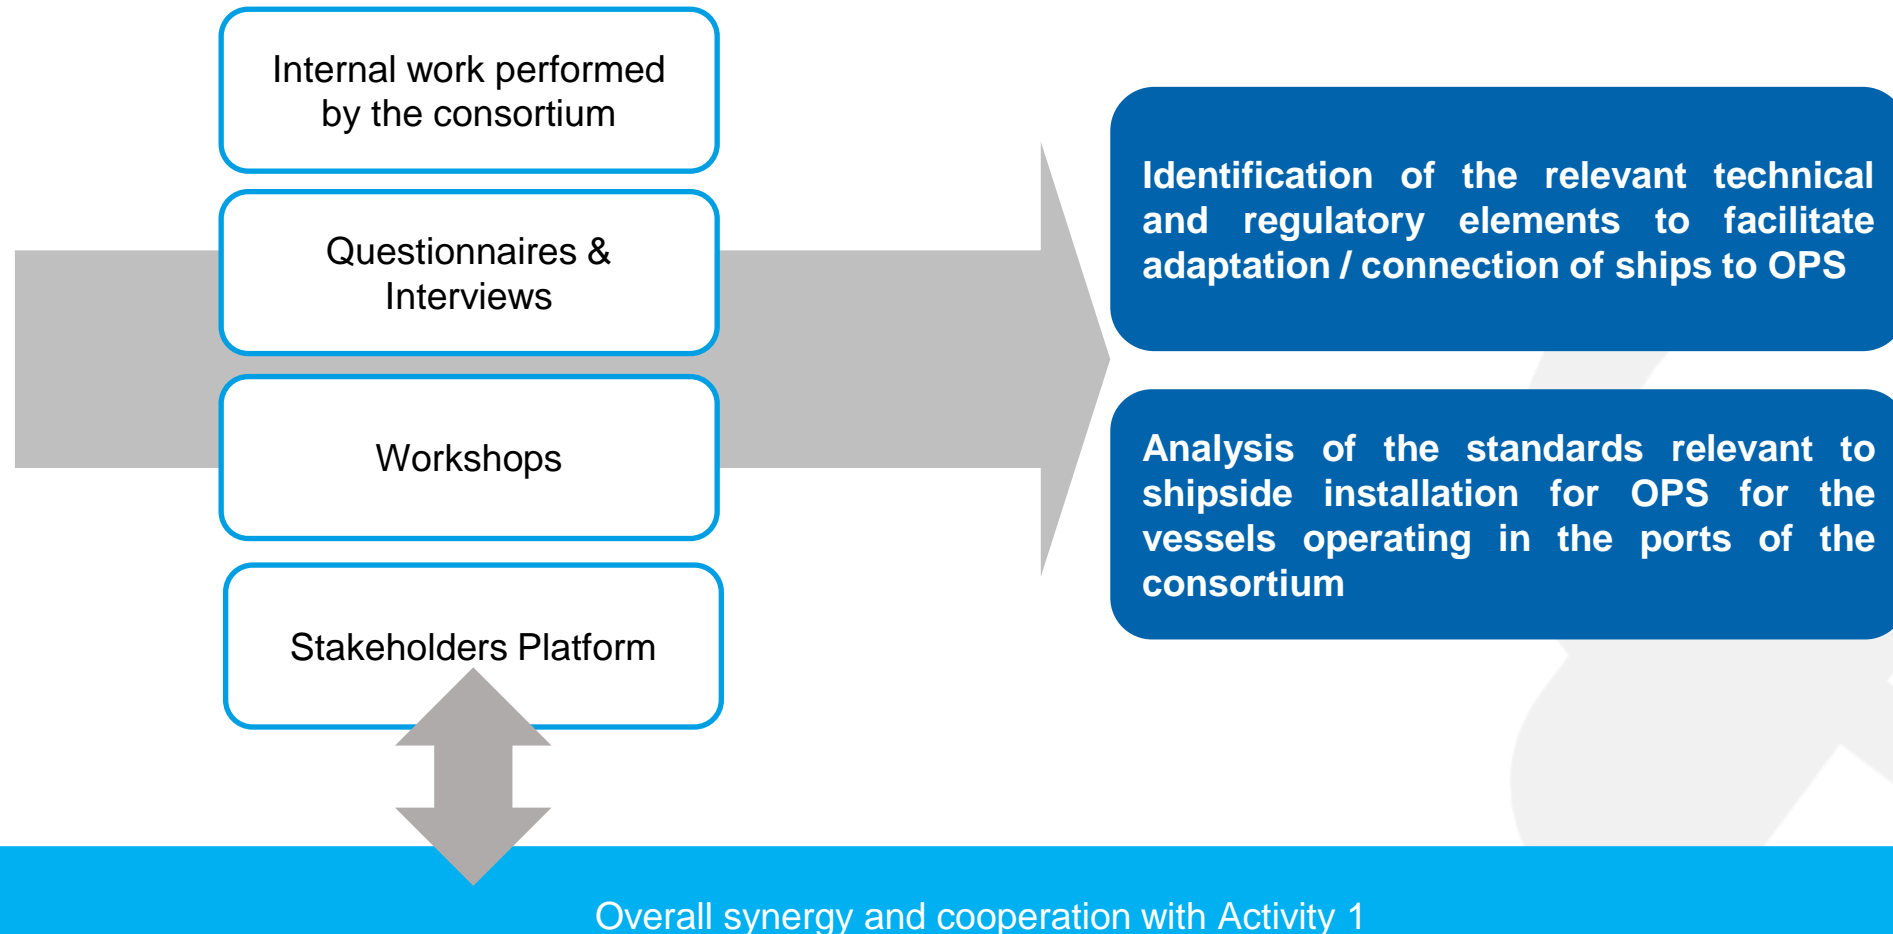 Internal work performed
by the consortium
Questionnaires &
Interviews
Workshops
Stakeholders Platform
Identification of the relevant technical
and regulatory elements to facilitate
adaptation / connection of ships to OPS
Analysis of the standards relevant to
shipside installation for OPS for the
vessels operating in the ports of the
consortium
Overall synergy and cooperation with Activity 1